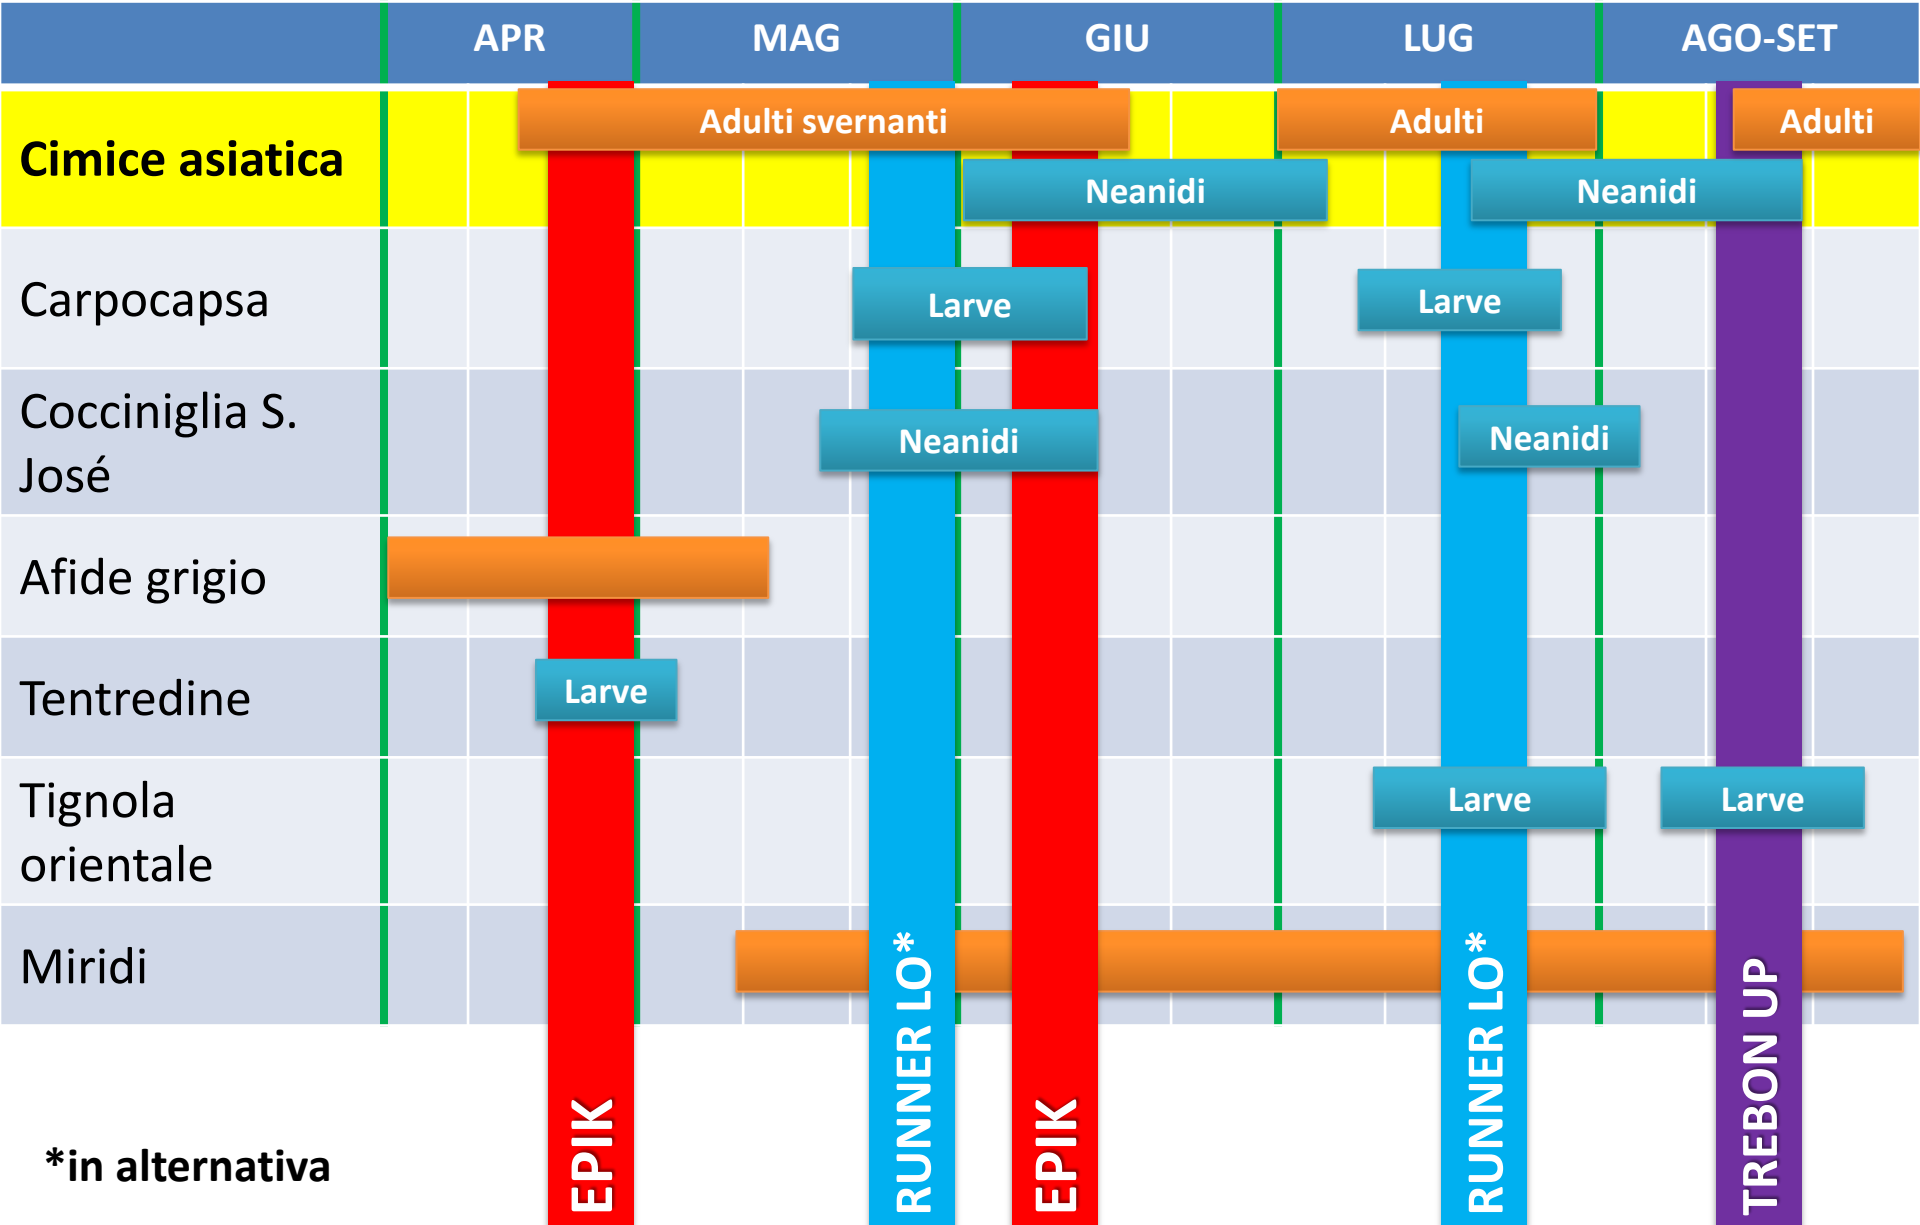 APR MAG GIU LUG AGO-SET
Cimice asiatica
Adulti svernanti Adulti Adulti
Neanidi Neanidi
Carpocapsa
Larve Larve
Cocciniglia S.
José
Neanidi Neanidi
Afide grigio
Tentredine
Larve
Tignola
orientale
Larve Larve
Miridi
EPIK
RUNNER LO*
EPIK
RUNNER LO*
TREBON UP
*in alternativa